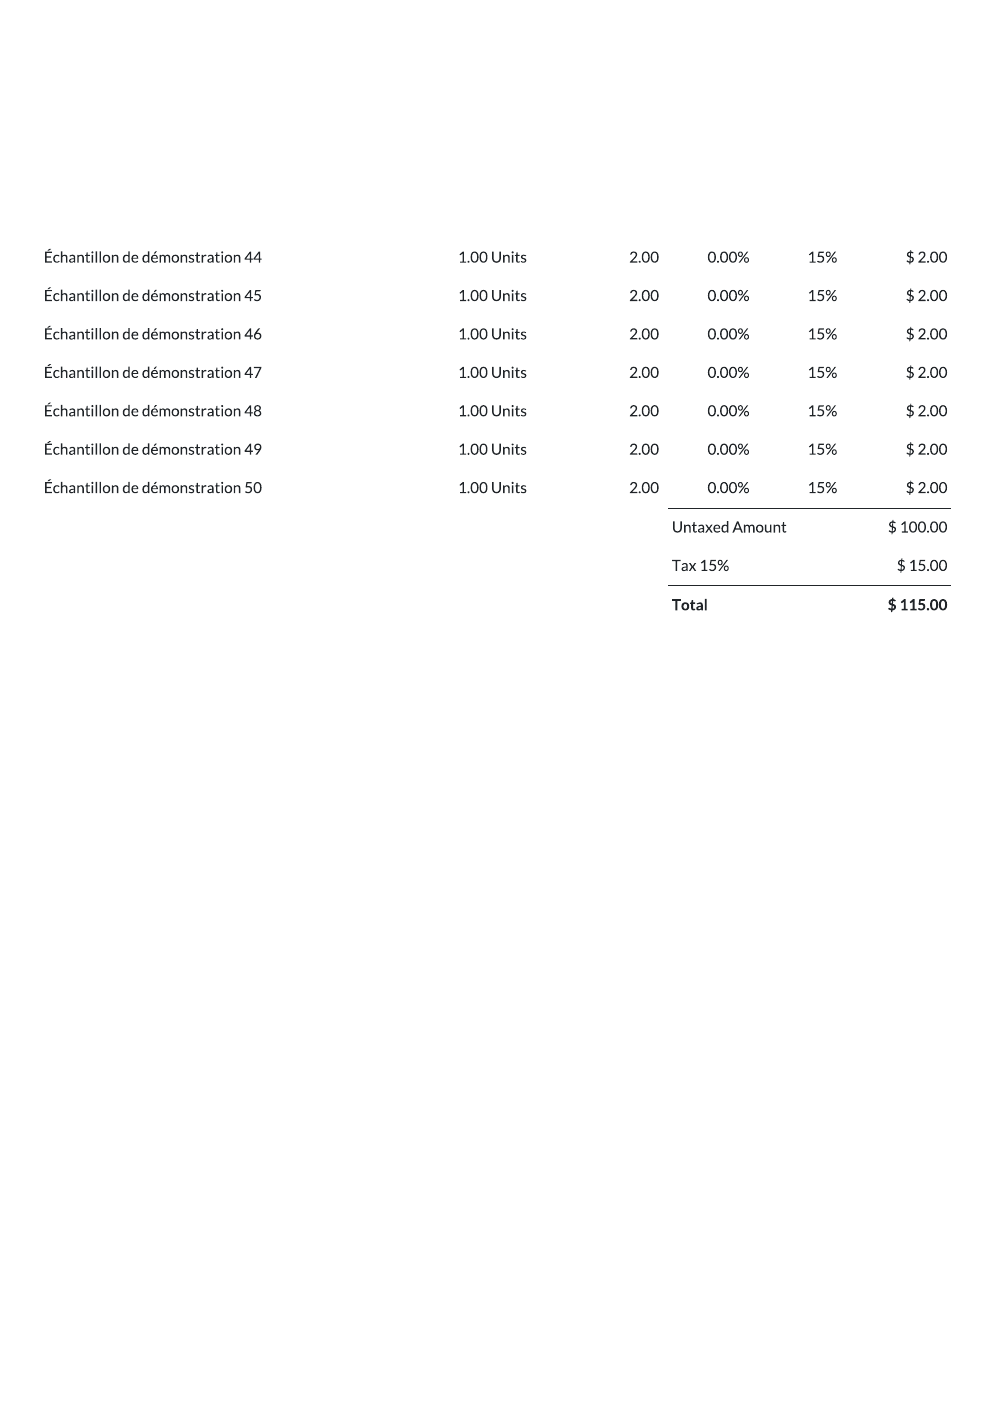 Échantillon de démonstration 44 1.00 Units 2.00 0.00% 15% $ 2.00
Échantillon de démonstration 45 1.00 Units 2.00 0.00% 15% $ 2.00
Échantillon de démonstration 46 1.00 Units 2.00 0.00% 15% $ 2.00
Échantillon de démonstration 47 1.00 Units 2.00 0.00% 15% $ 2.00
Échantillon de démonstration 48 1.00 Units 2.00 0.00% 15% $ 2.00
Échantillon de démonstration 49 1.00 Units 2.00 0.00% 15% $ 2.00
Échantillon de démonstration 50 1.00 Units 2.00 0.00% 15% $ 2.00
Untaxed Amount $ 100.00
Tax 15% $ 15.00
Total $ 115.00